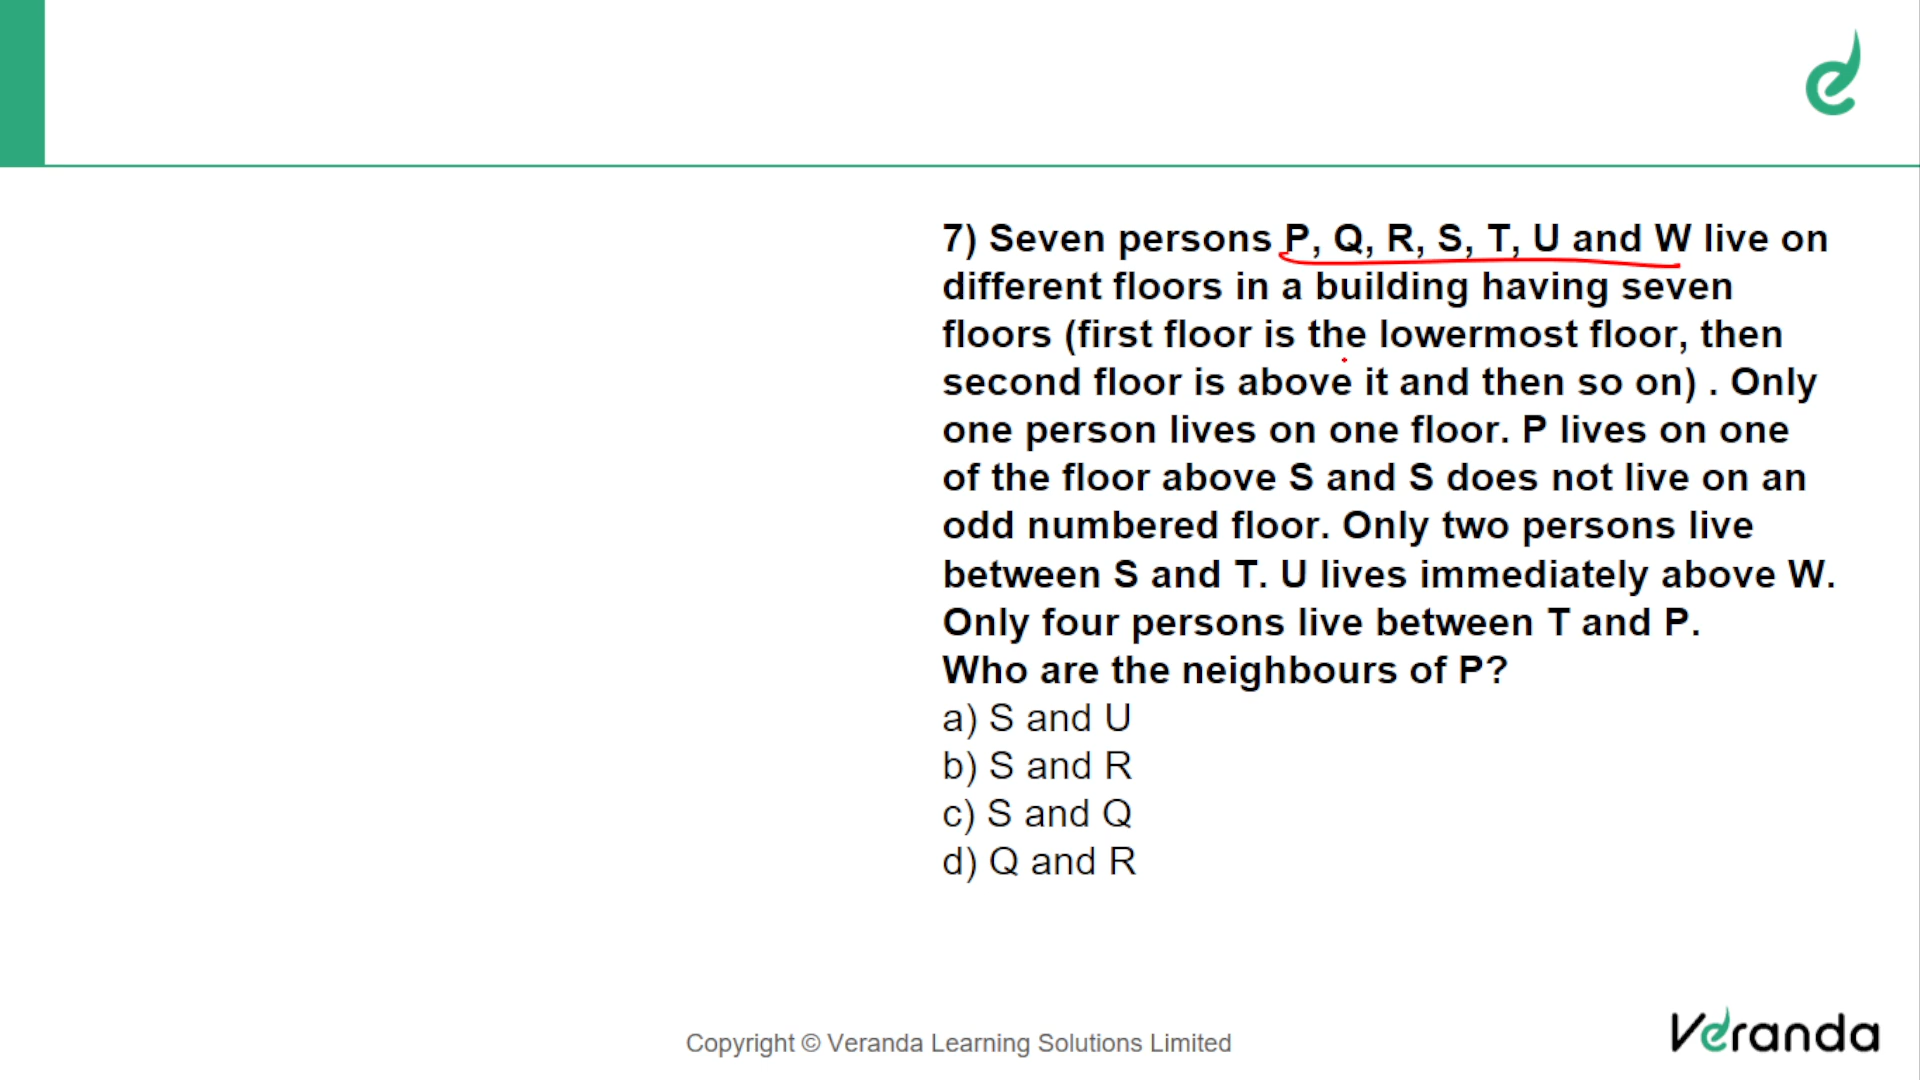 7) Seven persons P, Q, R, S, T, U and W live on
different floors in a building having seven
floors (first floor is the lowermost floor, then
second floor is above it and then so on) . Only
one person lives on one floor. P lives on one
of the floor above S and S does not live on an
odd numbered floor. Only two persons live
between S and T. U lives immediately above W.
Only four persons live between T and P.
Who are the neighbours of P?
a) S and U
b) S and R
c) S and Q
d) Q and R
Copyright © Veranda Learning Solutions Limited
Veranda